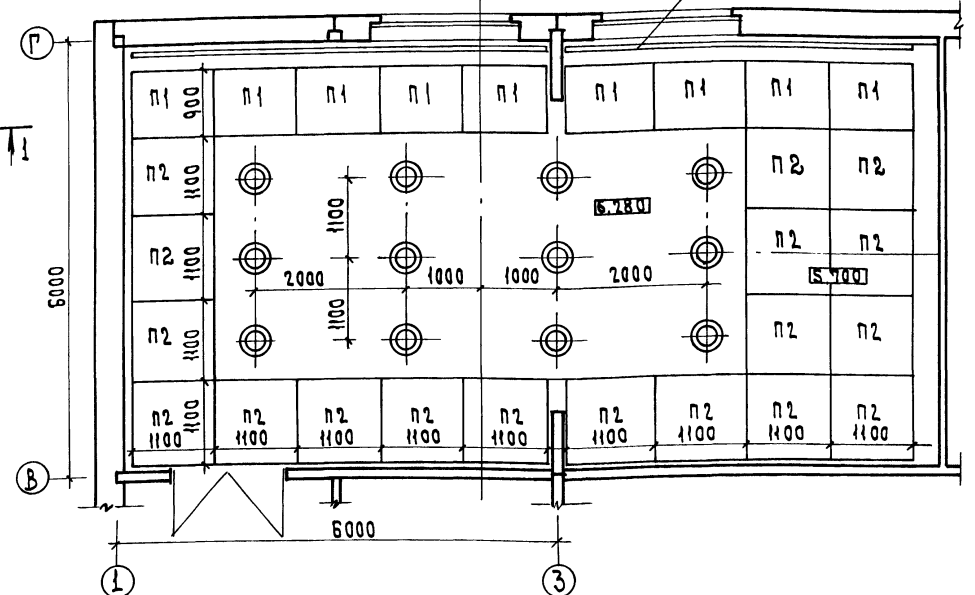 Г
П1 П1 П1 П1 П1 П1 П1 П1 П1
900
1
П2 П2 П2
1100 1100
6.280
П2 П2 П2
1100
5.700
6000
2000 1000 1000 2000
П2 П2 П2
1100 1100
П2 П2 П2 П2 П2 П2 П2 П2 П2
1100
1100 1100 1100 1100 1100 1100 1100 1100 1100
В
6000
1 3